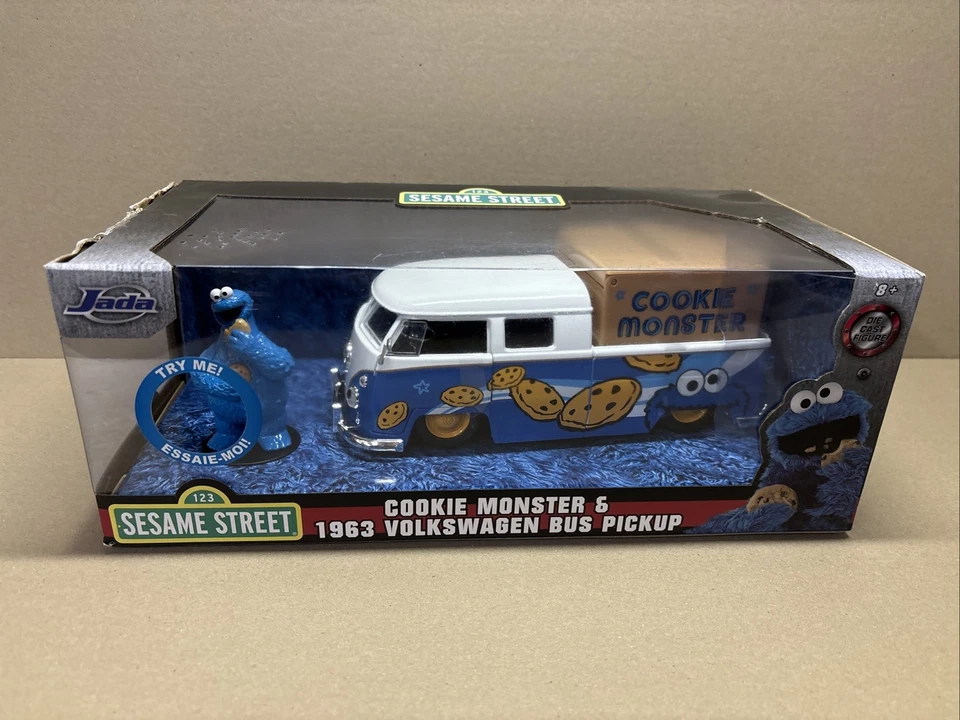 123
SESAME STREET
Jada
COOKIE
MONSTER
8+
DIE
CAST
FIGURE!
TRY ME!
ESSAIE-MOI!
123
SESAME STREET
COOKIE MONSTER &
1963 VOLKSWAGEN BUS PICKUP